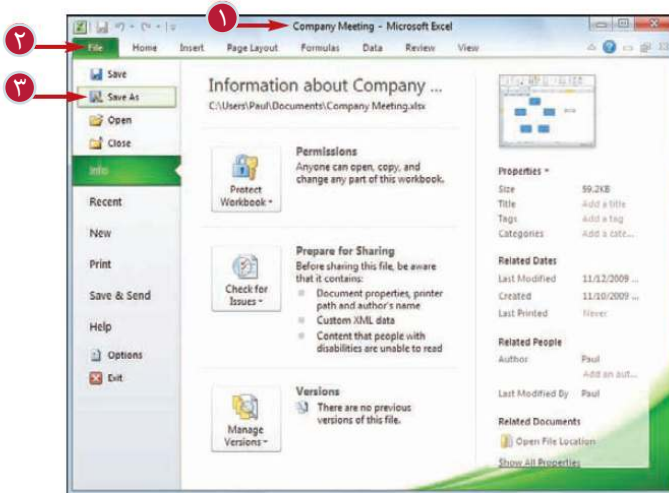 ١
Company Meeting - Microsoft Excel
٢
File Home Insert Page Layout Formulas Data Review View
٣
Save
Save As
Open
Close
Info
Recent
New
Print
Save & Send
Help
Options
Exit
Information about Company ...
C:\Users\Paul\Documents\Company Meeting.xlsx
Protect
Workbook
Permissions
Anyone can open, copy, and
change any part of this workbook.
Check for
Issues
Prepare for Sharing
Before sharing this file, be aware
that it contains:
Document properties, printer
path and author's name
Custom XML data
Content that people with
disabilities are unable to read
Manage
Versions
Versions
There are no previous
versions of this file.
Properties
Size 59.2KB
Title Add a title
Tags Add a tag
Categories Add a cate...
Related Dates
Last Modified 11/12/2009 ...
Created 11/10/2009 ...
Last Printed Never
Related People
Author Paul
Add an aut...
Last Modified By Paul
Related Documents
Open File Location
Show All Properties